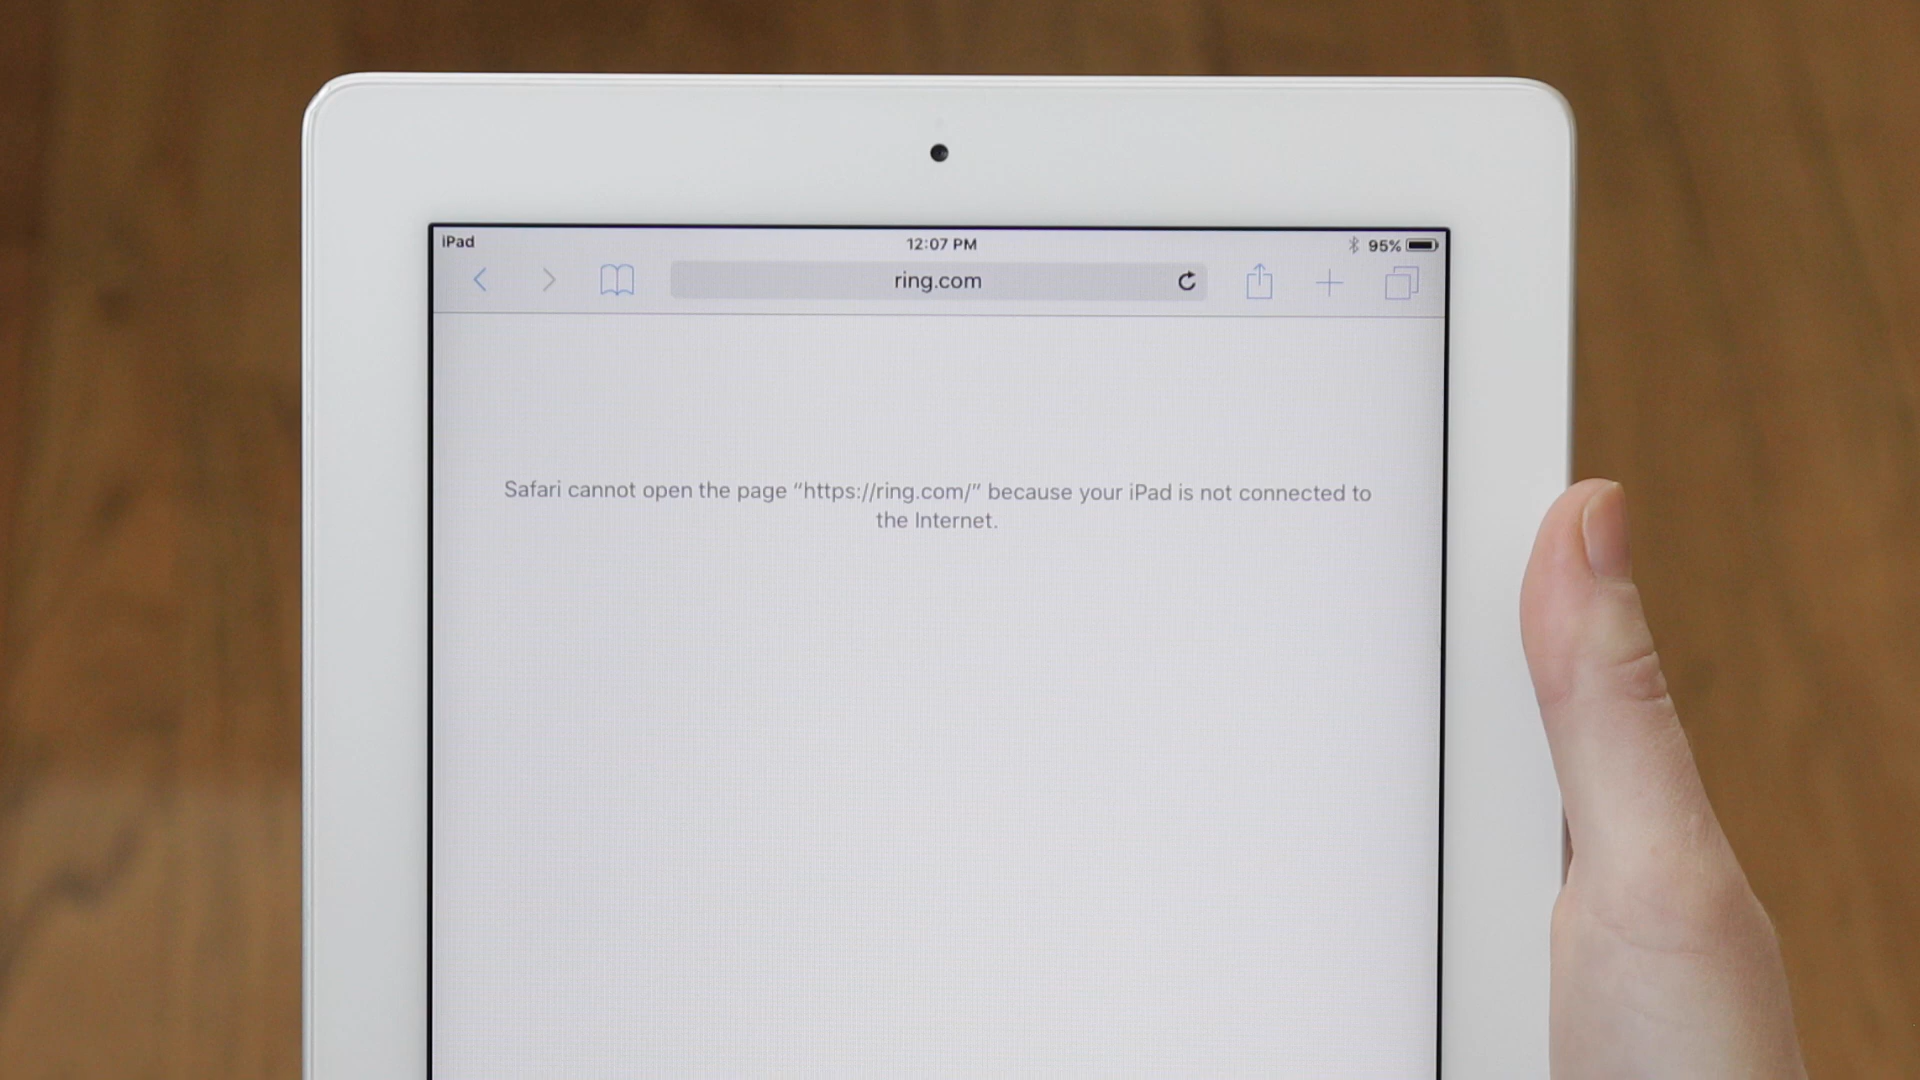 iPad
12:07 PM
95%
ring.com
Safari cannot open the page “https://ring.com/” because your iPad is not connected to
the Internet.